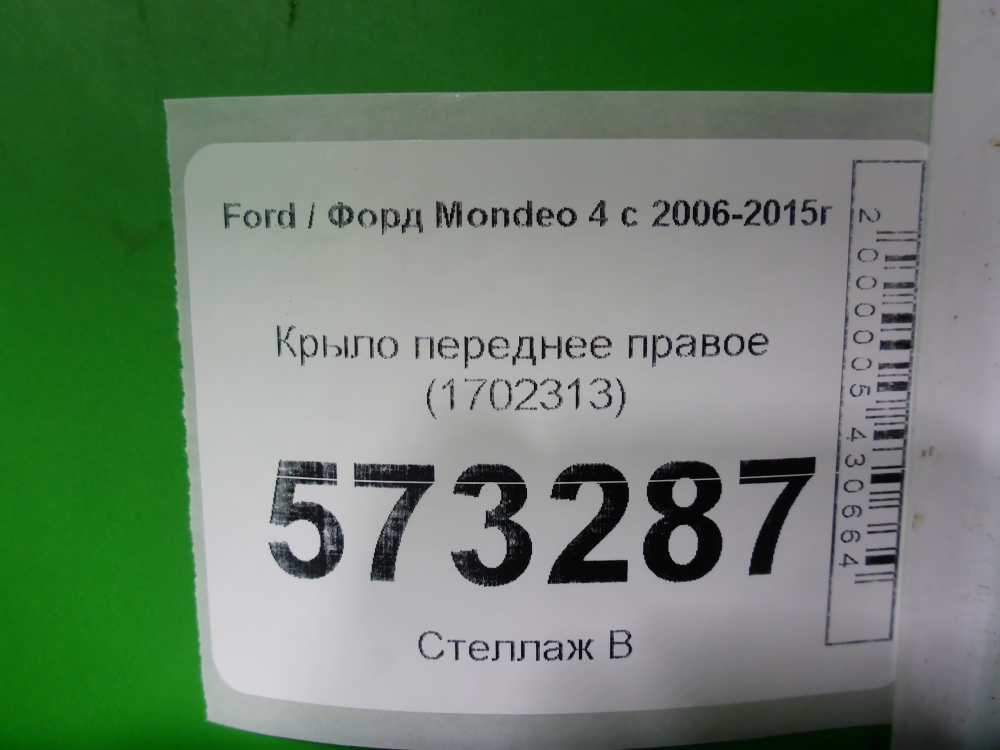 Ford / Форд Mondeo 4 с 2006-2015г
Крыло переднее правое
(1702313)
573287
Стеллаж В
2000005430664